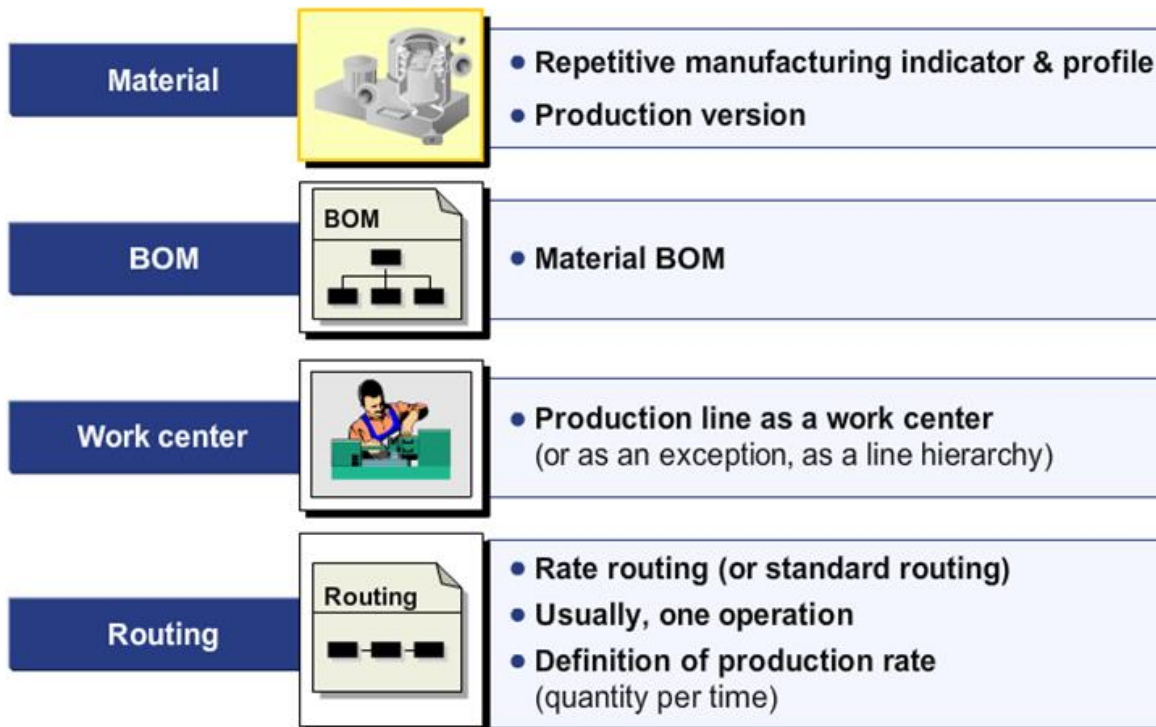 Material
• Repetitive manufacturing indicator & profile
• Production version
BOM
BOM
• Material BOM
Work center
• Production line as a work center
(or as an exception, as a line hierarchy)
Routing
Routing
• Rate routing (or standard routing)
• Usually, one operation
• Definition of production rate
(quantity per time)